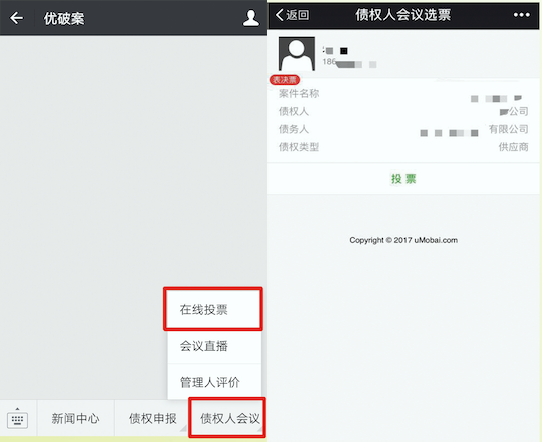 优破案
在线投票
会议直播
管理人评价
新闻中心
债权申报
债权人会议
返回
债权人会议选票
186
表决票
案件名称
债权人
公司
债务人
有限公司
债权类型
供应商
投票
Copyright © 2017 uMobai.com